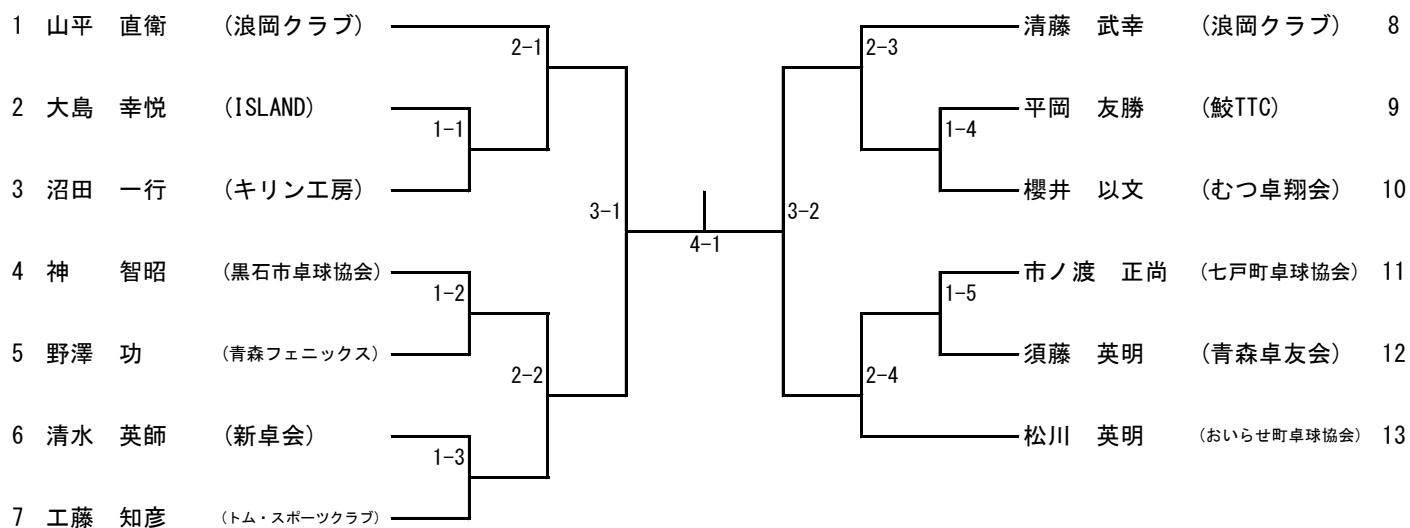 1 山平 直衛 (浪岡クラブ)
2-1
2 大島 幸悦 (ISLAND)
1-1
3 沼田 一行 (キリン工房)
3-1
4 神 智昭 (黒石市卓球協会)
1-2
5 野澤 功 (青森フェニックス)
2-2
6 清水 英師 (新卓会)
1-3
7 工藤 知彦 (トム・スポーツクラブ)
4-1
清藤 武幸 (浪岡クラブ) 8
2-3
平岡 友勝 (鮫TTC) 9
1-4
櫻井 以文 (むつ卓翔会) 10
3-2
市ノ渡 正尚 (七戸町卓球協会) 11
1-5
須藤 英明 (青森卓友会) 12
2-4
松川 英明 (おいらせ町卓球協会) 13